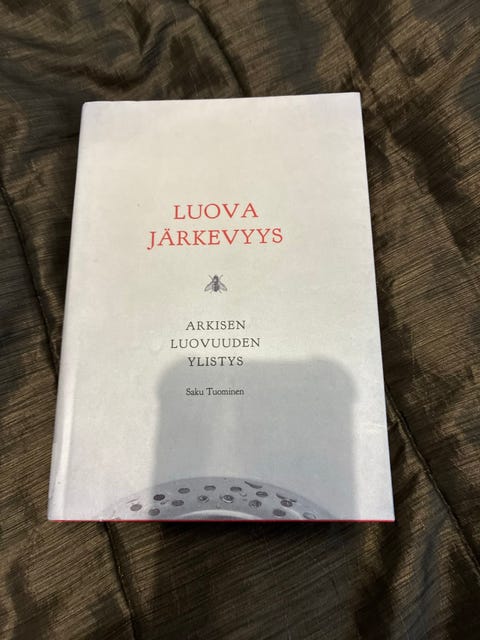 LUOVA
JÄRKEVYYS
ARKISEN
LUOVUUDEN
YLISTYS
Saku Tuominen